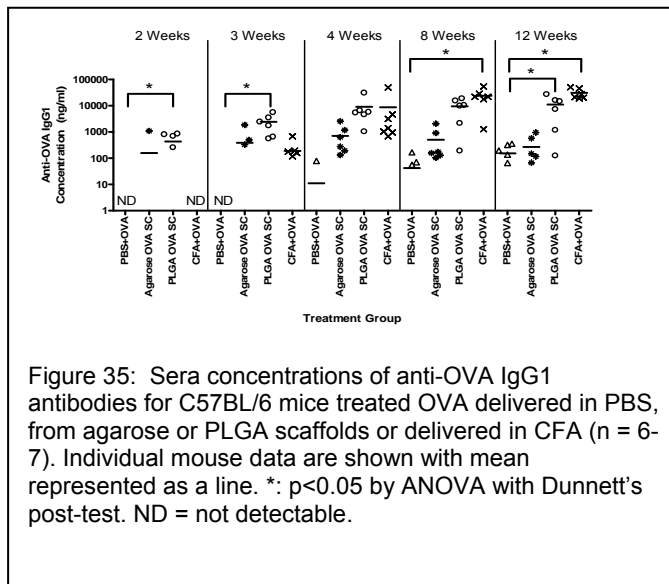 2 Weeks 3 Weeks 4 Weeks 8 Weeks 12 Weeks
* * * * *
Anti-OVA IgG1
Concentration (ng/ml)
100000
10000
1000
100
10
1
ND ND ND
PBS+OVA
Agarose OVA SC
PLGA OVA SC
CFA+OVA
PBS+OVA
Agarose OVA SC
PLGA OVA SC
CFA+OVA
PBS+OVA
Agarose OVA SC
PLGA OVA SC
CFA+OVA
PBS+OVA
Agarose OVA SC
PLGA OVA SC
CFA+OVA
PBS+OVA
Agarose OVA SC
PLGA OVA SC
CFA+OVA
Treatment Group
Figure 35: Sera concentrations of anti-OVA IgG1
antibodies for C57BL/6 mice treated OVA delivered in PBS,
from agarose or PLGA scaffolds or delivered in CFA (n = 6-
7). Individual mouse data are shown with mean
represented as a line. *: p<0.05 by ANOVA with Dunnett's
post-test. ND = not detectable.